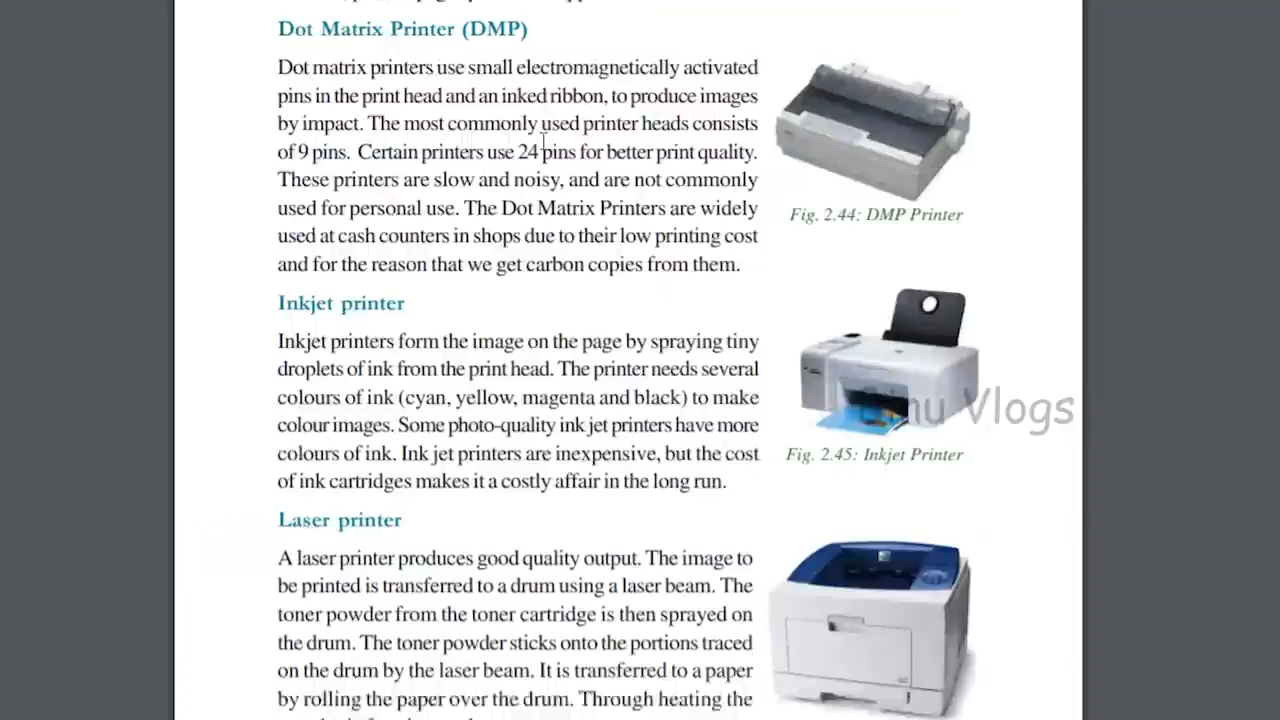 Dot Matrix Printer (DMP)
Dot matrix printers use small electromagnetically activated
pins in the print head and an inked ribbon, to produce images
by impact. The most commonly used printer heads consists
of 9 pins. Certain printers use 24 pins for better print quality.
These printers are slow and noisy, and are not commonly
used for personal use. The Dot Matrix Printers are widely
used at cash counters in shops due to their low printing cost
and for the reason that we get carbon copies from them.
Fig. 2.44: DMP Printer
Inkjet printer
Inkjet printers form the image on the page by spraying tiny
droplets of ink from the print head. The printer needs several
colours of ink (cyan, yellow, magenta and black) to make
colour images. Some photo-quality ink jet printers have more
colours of ink. Ink jet printers are inexpensive, but the cost
of ink cartridges makes it a costly affair in the long run.
Vlogs
Fig. 2.45: Inkjet Printer
Laser printer
A laser printer produces good quality output. The image to
be printed is transferred to a drum using a laser beam. The
toner powder from the toner cartridge is then sprayed on
the drum. The toner powder sticks onto the portions traced
on the drum by the laser beam. It is transferred to a paper
by rolling the paper over the drum. Through heating the